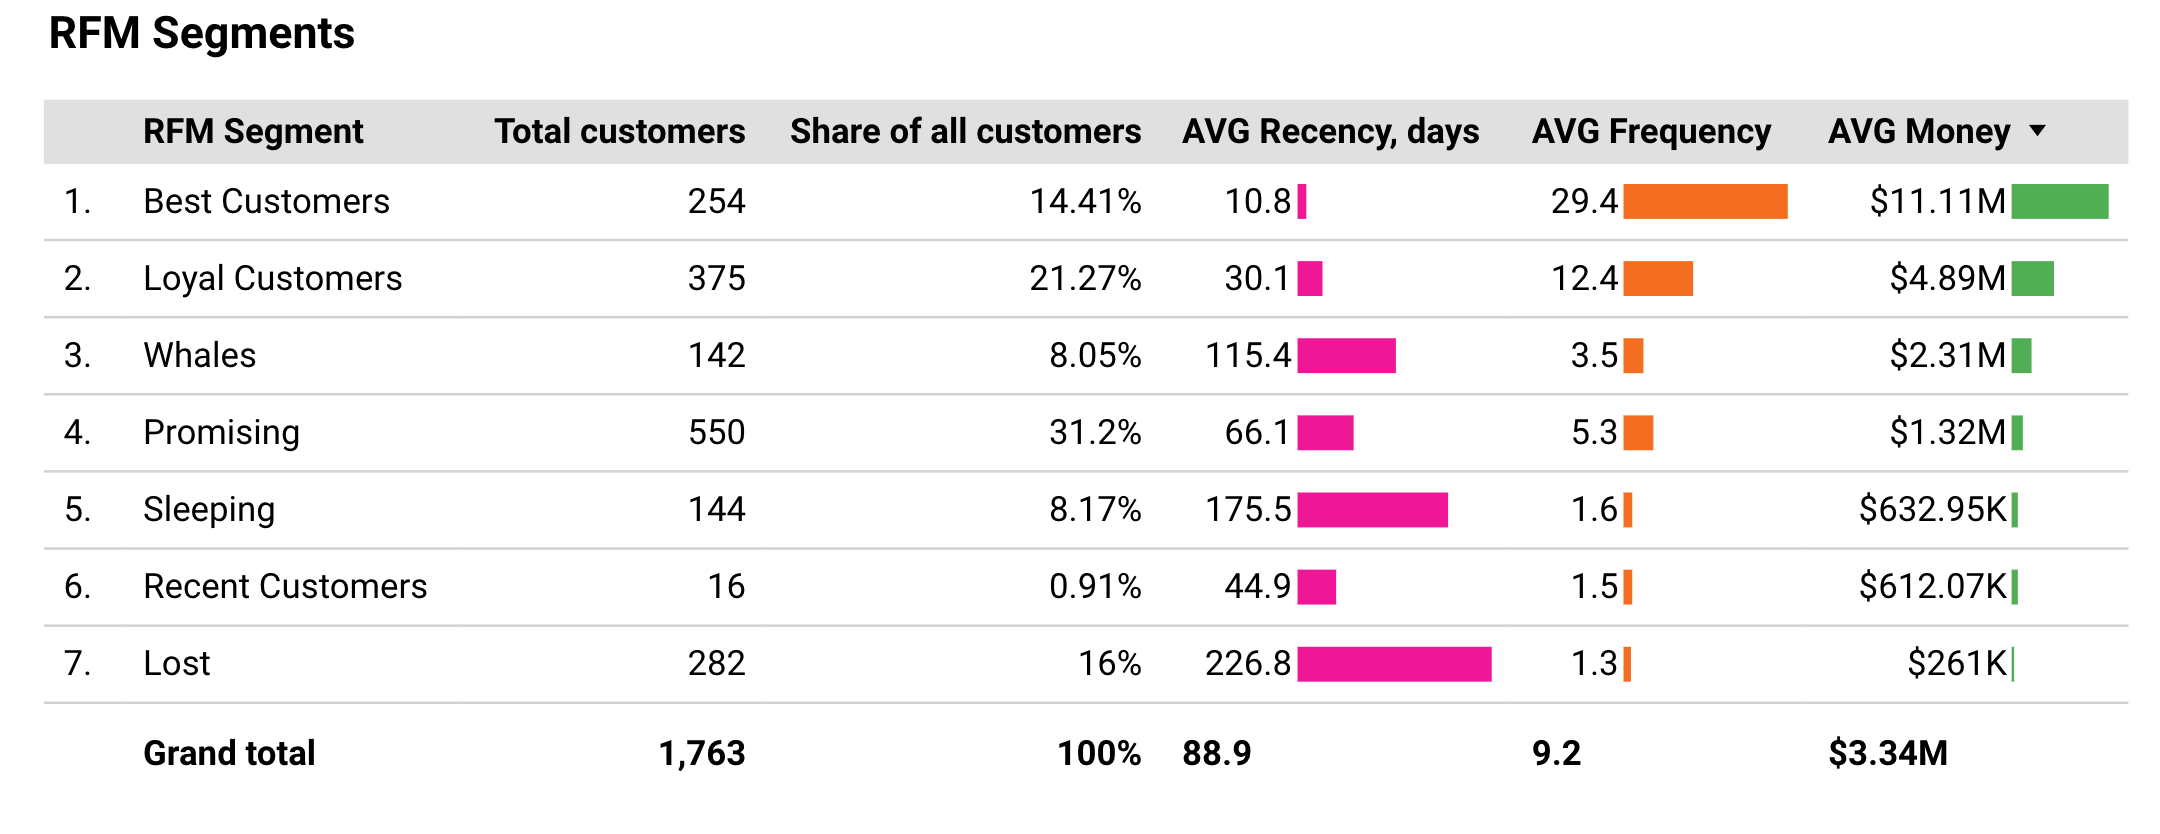 RFM Segments
RFM Segment Total customers Share of all customers AVG Recency, days AVG Frequency AVG Money
1. Best Customers 254 14.41% 10.8 29.4 $11.11M
2. Loyal Customers 375 21.27% 30.1 12.4 $4.89M
3. Whales 142 8.05% 115.4 3.5 $2.31M
4. Promising 550 31.2% 66.1 5.3 $1.32M
5. Sleeping 144 8.17% 175.5 1.6 $632.95K
6. Recent Customers 16 0.91% 44.9 1.5 $612.07K
7. Lost 282 16% 226.8 1.3 $261K
Grand total 1,763 100% 88.9 9.2 $3.34M